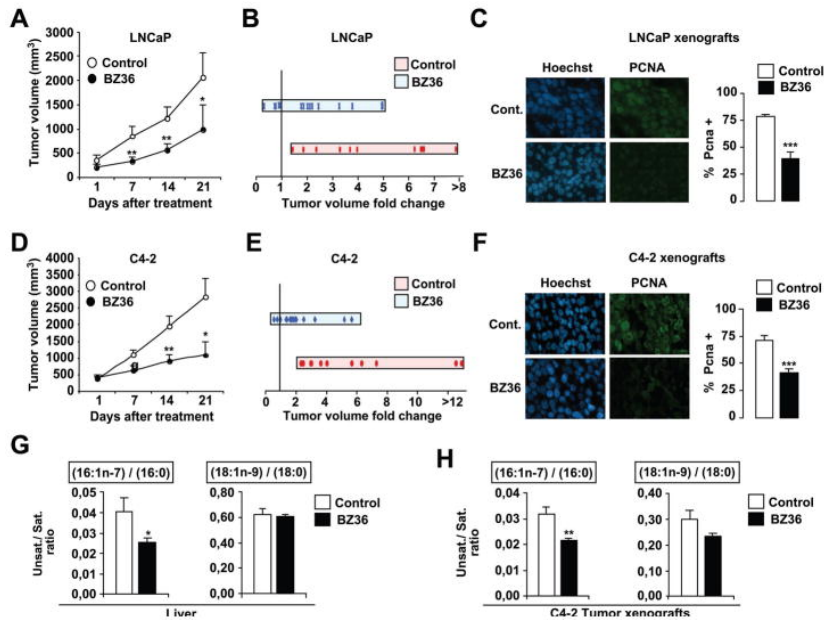 A
LNCaP
Tumor volume (mm³)
3000
2500
2000
1500
1000
500
0
Control
BZ36
**
**
*
1 7 14 21
Days after treatment
B
LNCaP
Control
BZ36
0 1 2 3 4 5 6 7 >8
Tumor volume fold change
C
LNCaP xenografts
Hoechst PCNA
Cont.
BZ36
% Pcna +
100
75
50
25
0
***
Control
BZ36
D
C4-2
Tumor volume (mm³)
4000
3500
3000
2500
2000
1500
1000
500
0
Control
BZ36
**
*
1 7 14 21
Days after treatment
E
C4-2
Control
BZ36
0 2 4 6 8 10 >12
Tumor volume fold change
F
C4-2 xenografts
Hoechst PCNA
Cont.
BZ36
% Pcna +
100
75
50
25
0
***
Control
BZ36
G
(16:1n-7) / (16:0)
(18:1n-9) / (18:0)
Unsat./ Sat.
ratio
0,05
0,04
0,03
0,02
0,01
0,00
*
0,80
0,60
0,40
0,20
0,00
Control
BZ36
Liver
H
(16:1n-7) / (16:0)
(18:1n-9) / (18:0)
Unsat./ Sat.
ratio
0,04
0,03
0,02
0,01
0,00
**
0,40
0,30
0,20
0,10
0,00
Control
BZ36
C4-2 Tumor xenografts